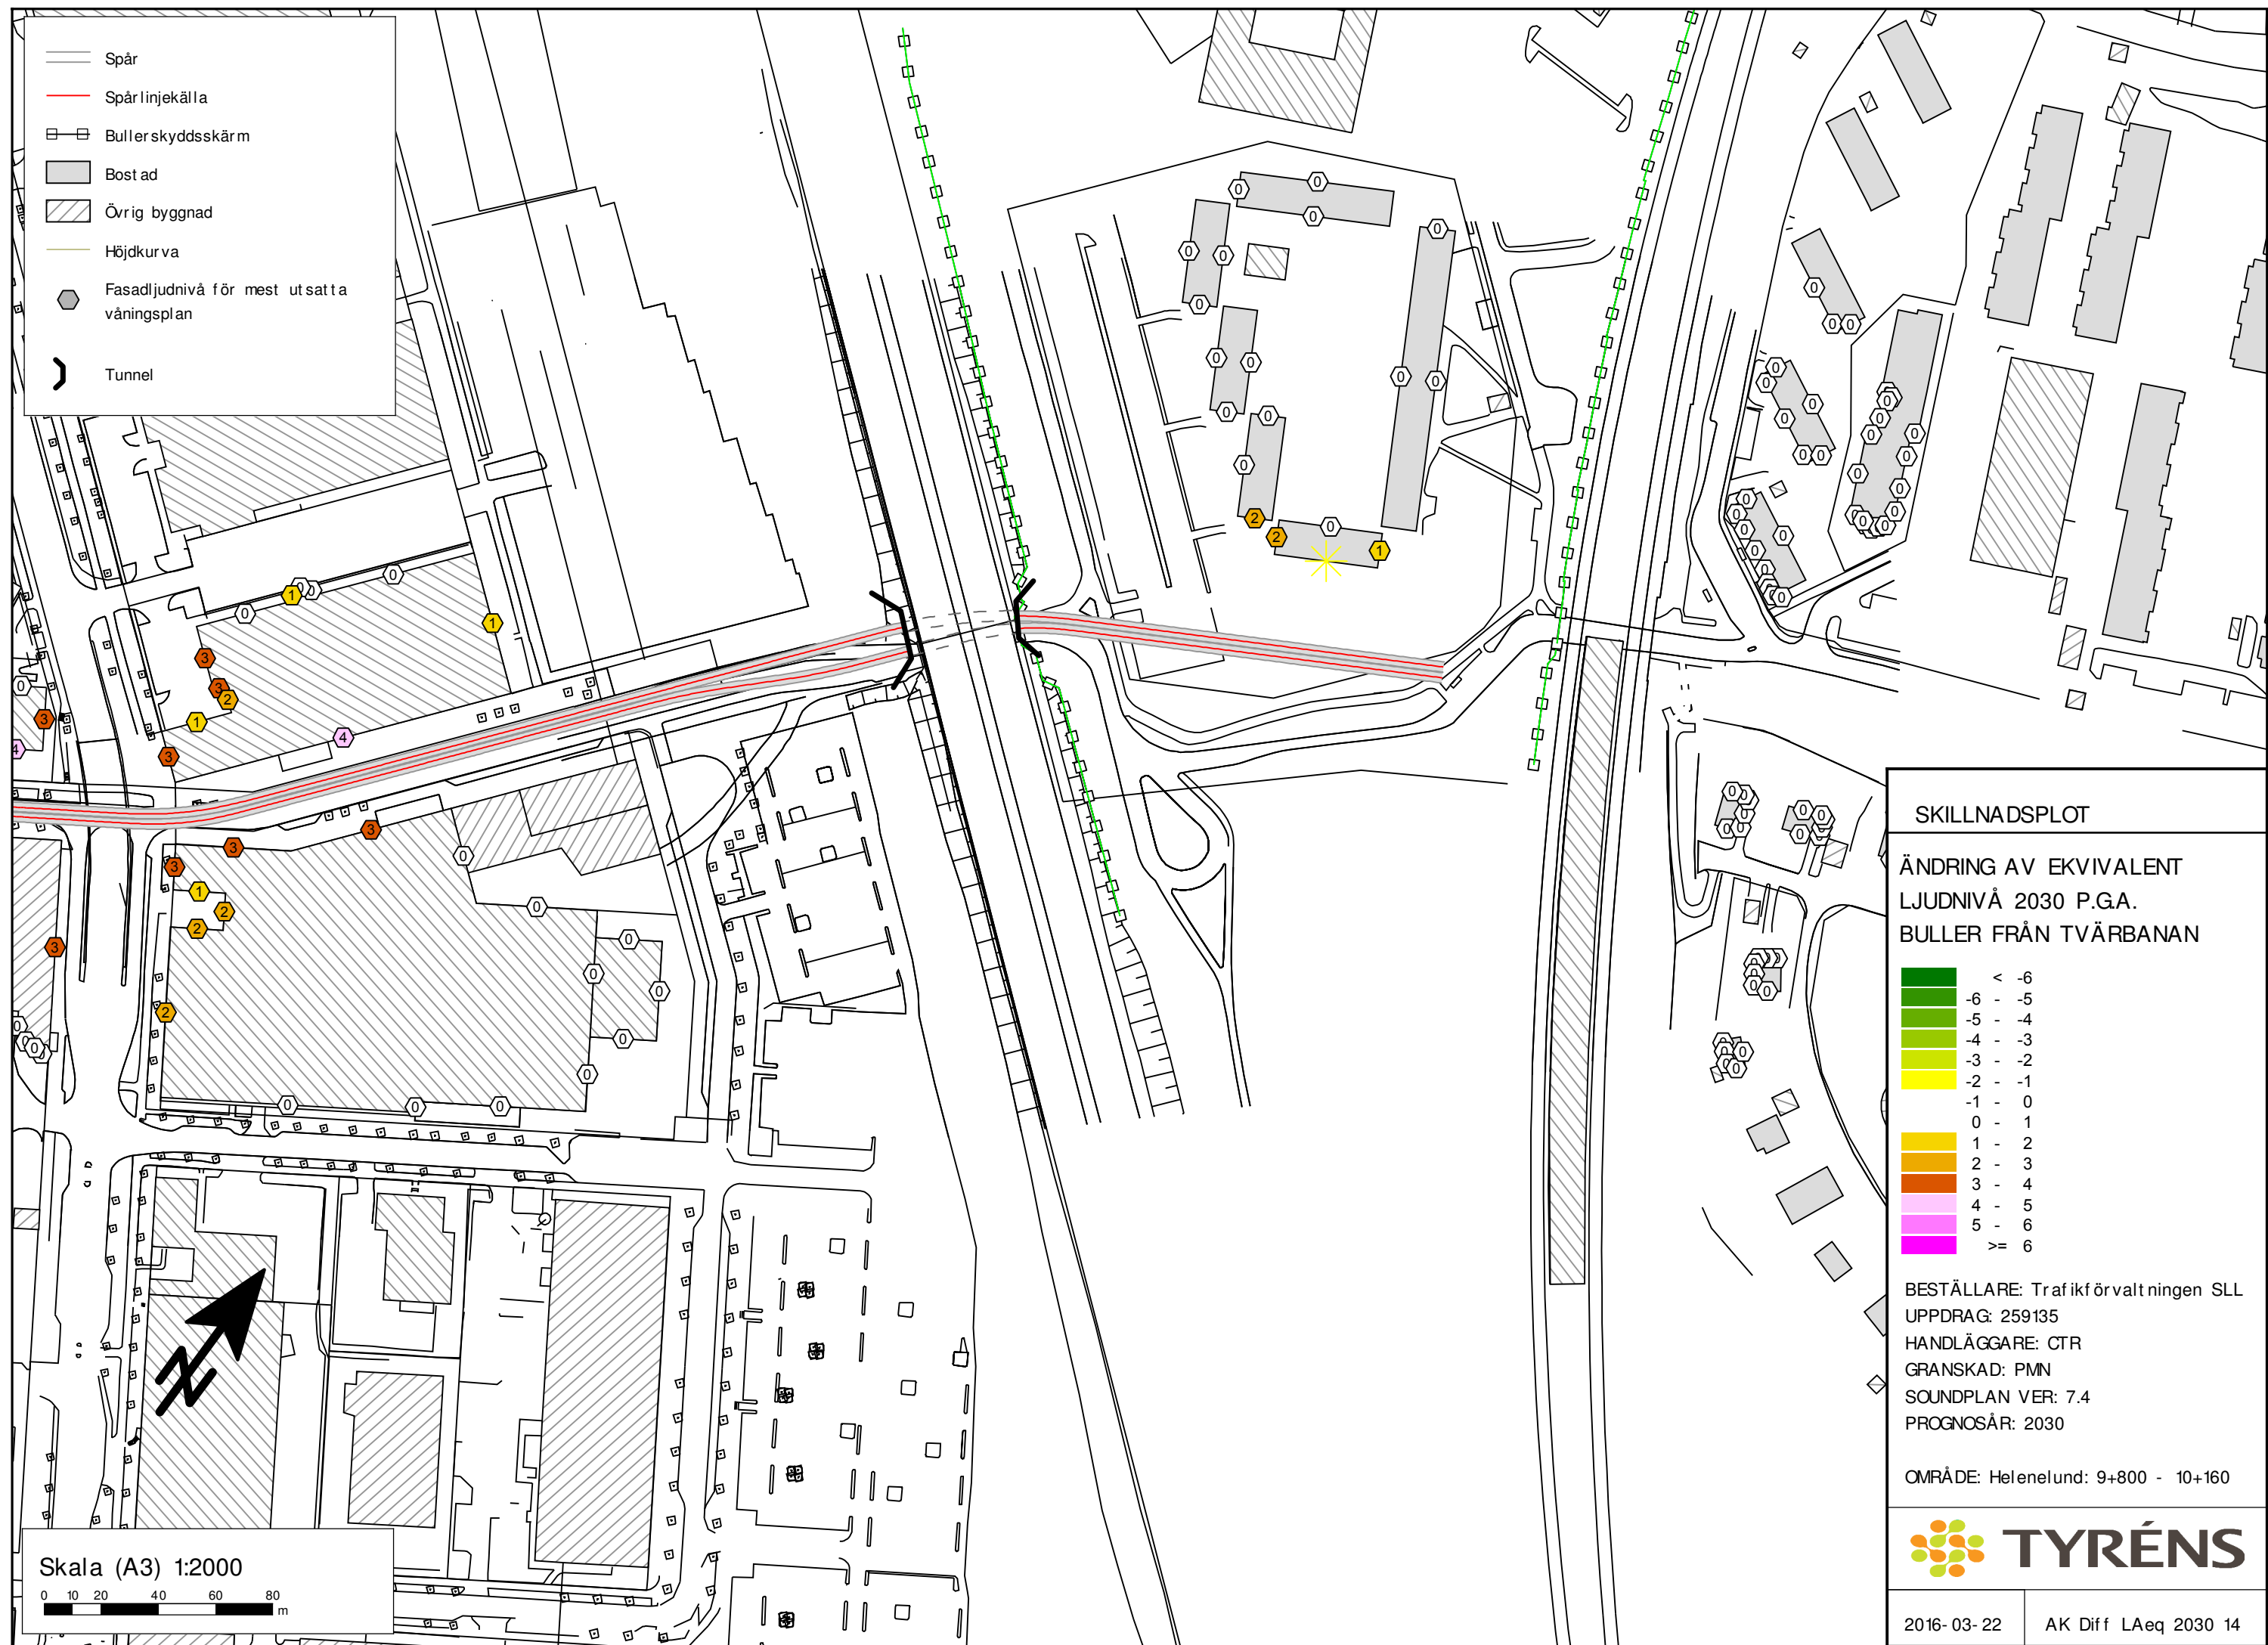 Spår
Spårlinjekälla
Bullerskyddsskärm
Bostad
Övrig byggnad
Höjdkurva
Fasadljudnivå för mest utsatta
våningsplan
Tunnel
SKILLNADSPLOT
ÄNDRING AV EKVIVALENT
LJUDNIVÅ 2030 P.G.A.
BULLER FRÅN TVÄRBANAN
< -6
-6 - -5
-5 - -4
-4 - -3
-3 - -2
-2 - -1
-1 - 0
0 - 1
1 - 2
2 - 3
3 - 4
4 - 5
5 - 6
>= 6
BESTÄLLARE: Trafikförvaltningen SLL
UPPDRAG: 259135
HANDLÄGGARE: CTR
GRANSKAD: PMN
SOUNDPLAN VER: 7.4
PROGNOSÅR: 2030
OMRÅDE: Helenelund: 9+800 - 10+160
TYRÉNS
2016-03-22 AK Diff LAeq 2030 14
Skala (A3) 1:2000
0 10 20 40 60 80
m